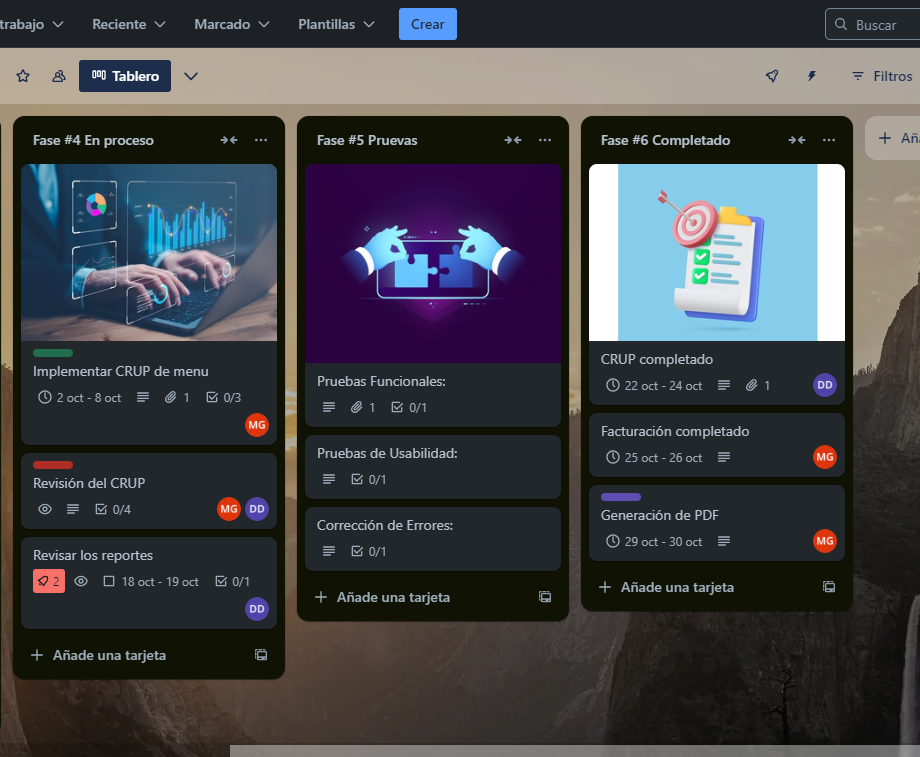 trabajo
Reciente
Marcado
Plantillas
Crear
Buscar
Tablero
Filtros
Fase #4 En proceso
Implementar CRUP de menu
2 oct - 8 oct
1
0/3
MG
Revisión del CRUP
0/4
MG
DD
Revisar los reportes
2
18 oct - 19 oct
0/1
DD
Añade una tarjeta
Fase #5 Pruevas
Pruebas Funcionales:
1
0/1
Pruebas de Usabilidad:
0/1
Corrección de Errores:
0/1
Añade una tarjeta
Fase #6 Completado
CRUP completado
22 oct - 24 oct
1
DD
Facturación completado
25 oct - 26 oct
MG
Generación de PDF
29 oct - 30 oct
MG
Añade una tarjeta